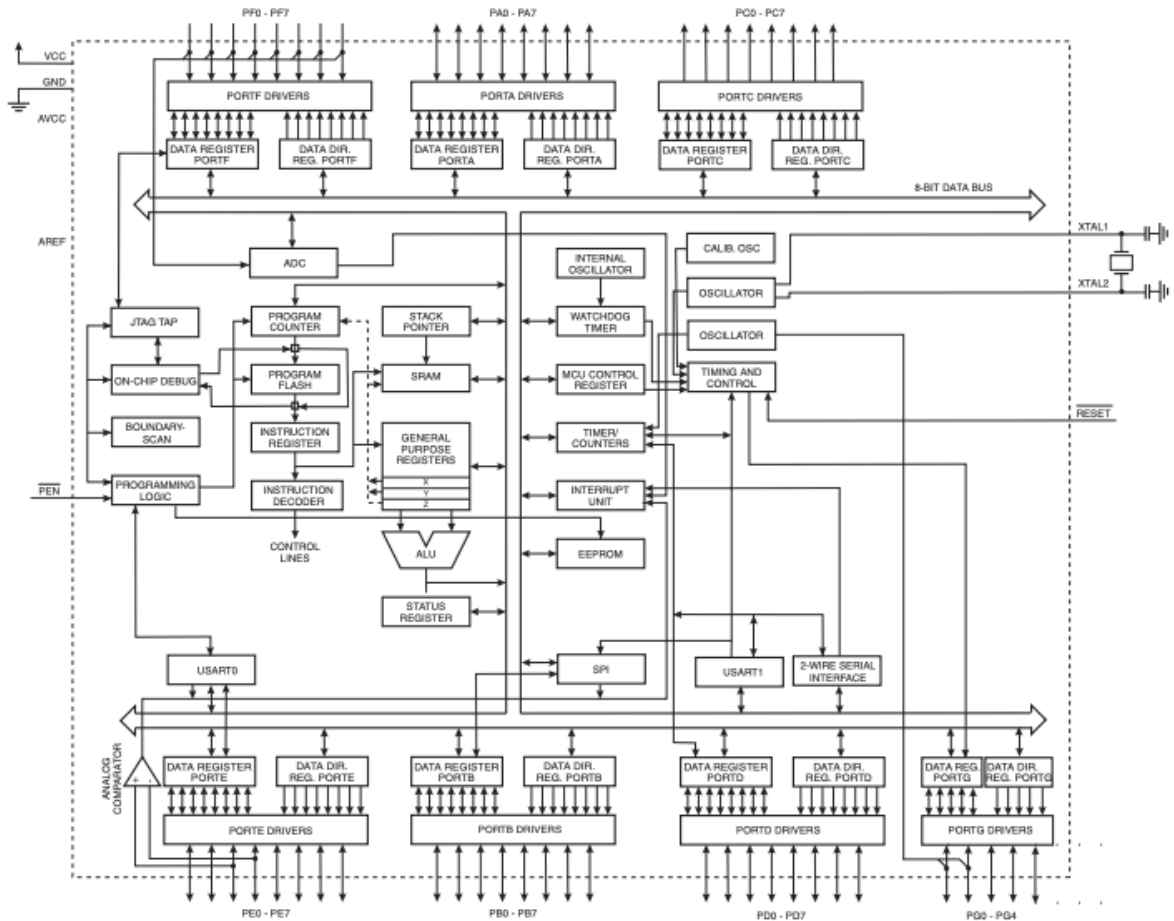 PF0 - PF7
PA0 - PA7
PC0 - PC7
VCC
GND
AVCC
PORTF DRIVERS
PORTA DRIVERS
PORTC DRIVERS
DATA REGISTER
PORTF
DATA DIR.
REG. PORTF
DATA REGISTER
PORTA
DATA DIR.
REG. PORTA
DATA REGISTER
PORTC
DATA DIR.
REG. PORTC
8-BIT DATA BUS
AREF
XTAL1
XTAL2
ADC
INTERNAL
OSCILLATOR
CALIB. OSC
OSCILLATOR
OSCILLATOR
JTAG TAP
PROGRAM
COUNTER
STACK
POINTER
WATCHDOG
TIMER
ON-CHIP DEBUG
PROGRAM
FLASH
SRAM
MCU CONTROL
REGISTER
TIMING AND
CONTROL
RESET
BOUNDARY-
SCAN
INSTRUCTION
REGISTER
GENERAL
PURPOSE
REGISTERS
X
Y
Z
TIMER/
COUNTERS
PEN
PROGRAMMING
LOGIC
INSTRUCTION
DECODER
INTERRUPT
UNIT
CONTROL
LINES
ALU
EEPROM
STATUS
REGISTER
USART0
SPI
USART1
2-WIRE SERIAL
INTERFACE
ANALOG
COMPARATOR
+
-
DATA REGISTER
PORTE
DATA DIR.
REG. PORTE
DATA REGISTER
PORTB
DATA DIR.
REG. PORTB
DATA REGISTER
PORTD
DATA DIR.
REG. PORTD
DATA REG.
PORTG
DATA DIR.
REG. PORTG
PORTE DRIVERS
PORTB DRIVERS
PORTD DRIVERS
PORTG DRIVERS
PE0 - PE7
PB0 - PB7
PD0 - PD7
PG0 - PG4